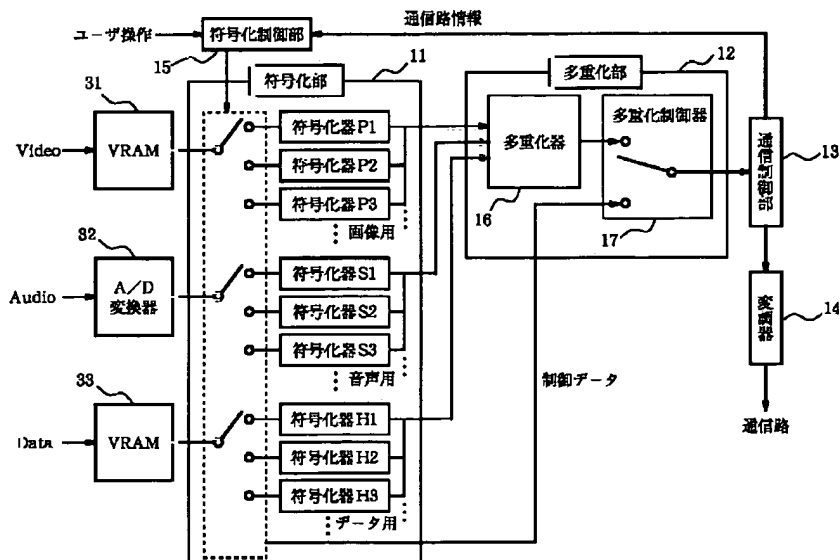 通信路情報
ユーザ操作
符号化制御部
15
11
12
符号化部
多重化部
31
VRAM
Video
符号化器P1
符号化器P2
符号化器P3
画像用
多重化器
16
多重化制御器
17
通信制御部
13
32
A/D
変換器
Audio
符号化器S1
符号化器S2
符号化器S3
音声用
変調器
14
制御データ
33
VRAM
Data
符号化器H1
符号化器H2
符号化器H3
データ用
通信路